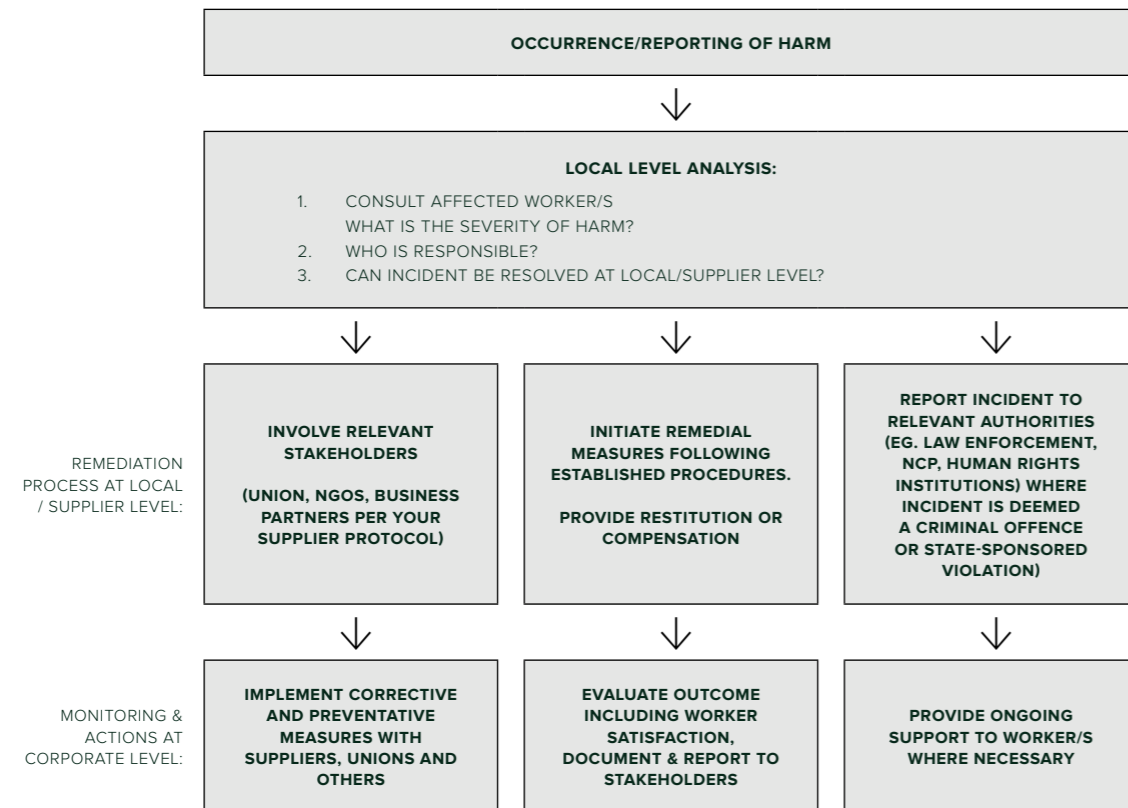 OCCURRENCE/REPORTING OF HARM
LOCAL LEVEL ANALYSIS:
1. CONSULT AFFECTED WORKER/S
WHAT IS THE SEVERITY OF HARM?
2. WHO IS RESPONSIBLE?
3. CAN INCIDENT BE RESOLVED AT LOCAL/SUPPLIER LEVEL?
REMEDIATION
PROCESS AT LOCAL
/ SUPPLIER LEVEL:
INVOLVE RELEVANT
STAKEHOLDERS
(UNION, NGOS, BUSINESS
PARTNERS PER YOUR
SUPPLIER PROTOCOL)
INITIATE REMEDIAL
MEASURES FOLLOWING
ESTABLISHED PROCEDURES.
PROVIDE RESTITUTION OR
COMPENSATION
REPORT INCIDENT TO
RELEVANT AUTHORITIES
(EG. LAW ENFORCEMENT,
NCP, HUMAN RIGHTS
INSTITUTIONS) WHERE
INCIDENT IS DEEMED
A CRIMINAL OFFENCE
OR STATE-SPONSORED
VIOLATION)
MONITORING &
ACTIONS AT
CORPORATE LEVEL:
IMPLEMENT CORRECTIVE
AND PREVENTATIVE
MEASURES WITH
SUPPLIERS, UNIONS AND
OTHERS
EVALUATE OUTCOME
INCLUDING WORKER
SATISFACTION,
DOCUMENT & REPORT TO
STAKEHOLDERS
PROVIDE ONGOING
SUPPORT TO WORKER/S
WHERE NECESSARY